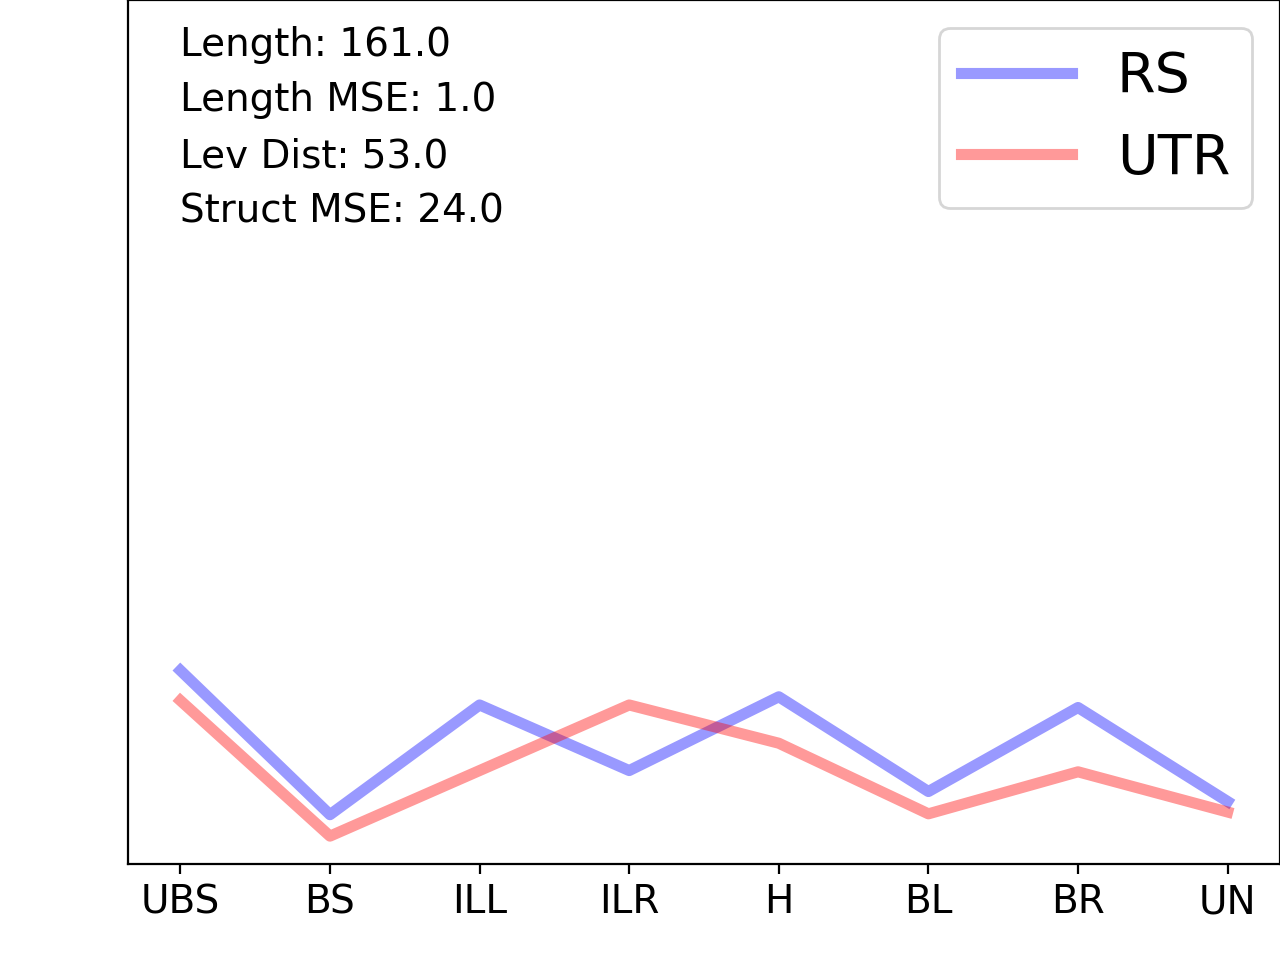 Length: 161.0
Length MSE: 1.0
Lev Dist: 53.0
Struct MSE: 24.0
RS
UTR
UBS BS ILL ILR H BL BR UN